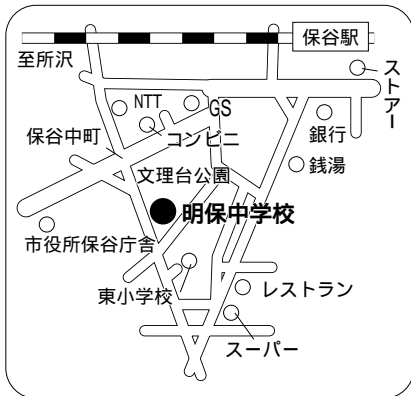 保谷駅
至所沢
ストアー
NTT
GS
保谷中町
コンビニ
銀行
銭湯
文理台公園
明保中学校
市役所保谷庁舎
東小学校
レストラン
スーパー